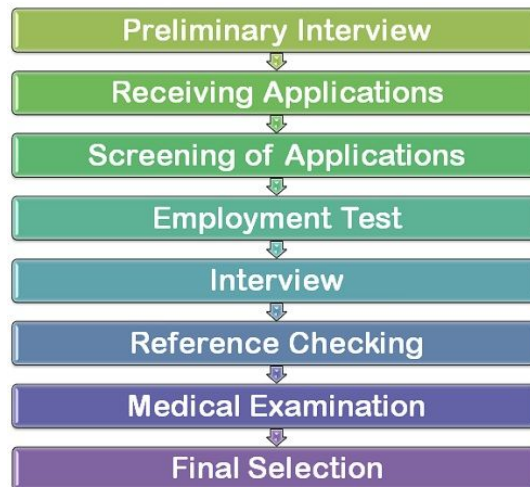 Preliminary Interview
Receiving Applications
Screening of Applications
Employment Test
Interview
Reference Checking
Medical Examination
Final Selection